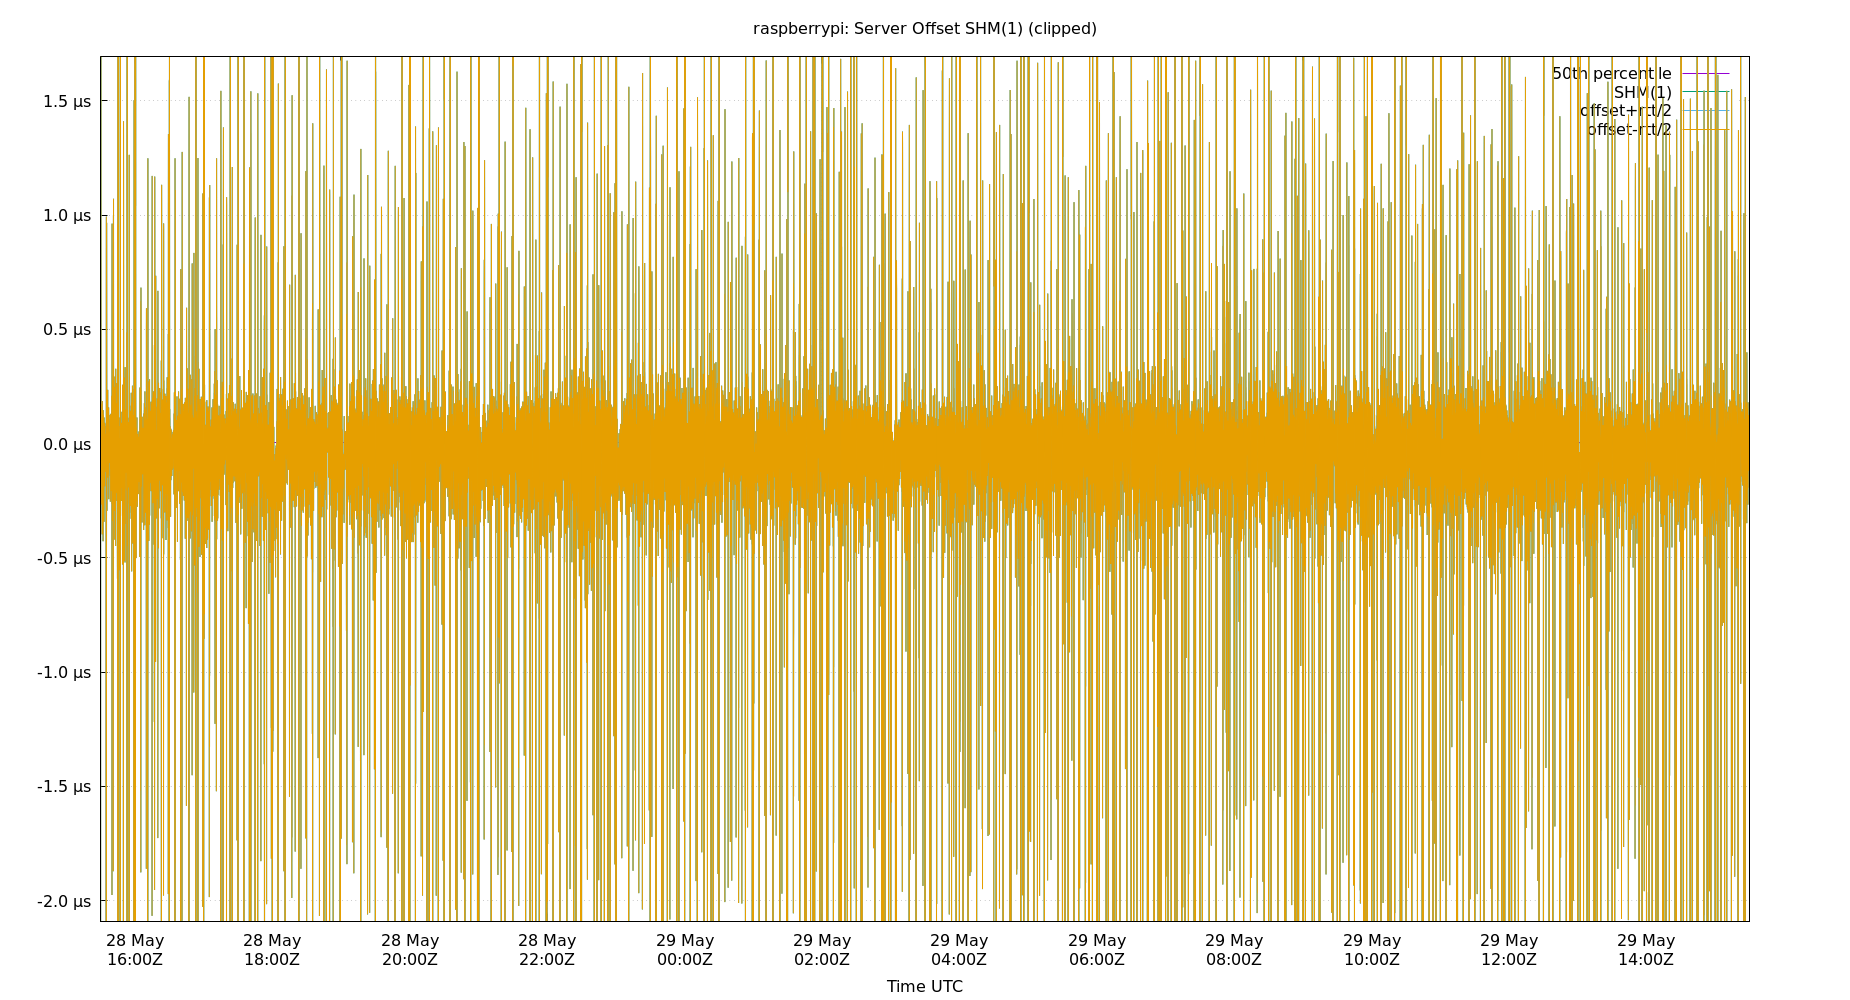 raspberrypi: Server Offset SHM(1) (clipped)
50th percentile
SHM(1)
offset+rtt/2
offset-rtt/2
1.5 µs
1.0 µs
0.5 µs
0.0 µs
-0.5 µs
-1.0 µs
-1.5 µs
-2.0 µs
28 May 28 May 28 May 28 May 29 May 29 May 29 May 29 May 29 May 29 May 29 May 29 May
16:00Z 18:00Z 20:00Z 22:00Z 00:00Z 02:00Z 04:00Z 06:00Z 08:00Z 10:00Z 12:00Z 14:00Z
Time UTC